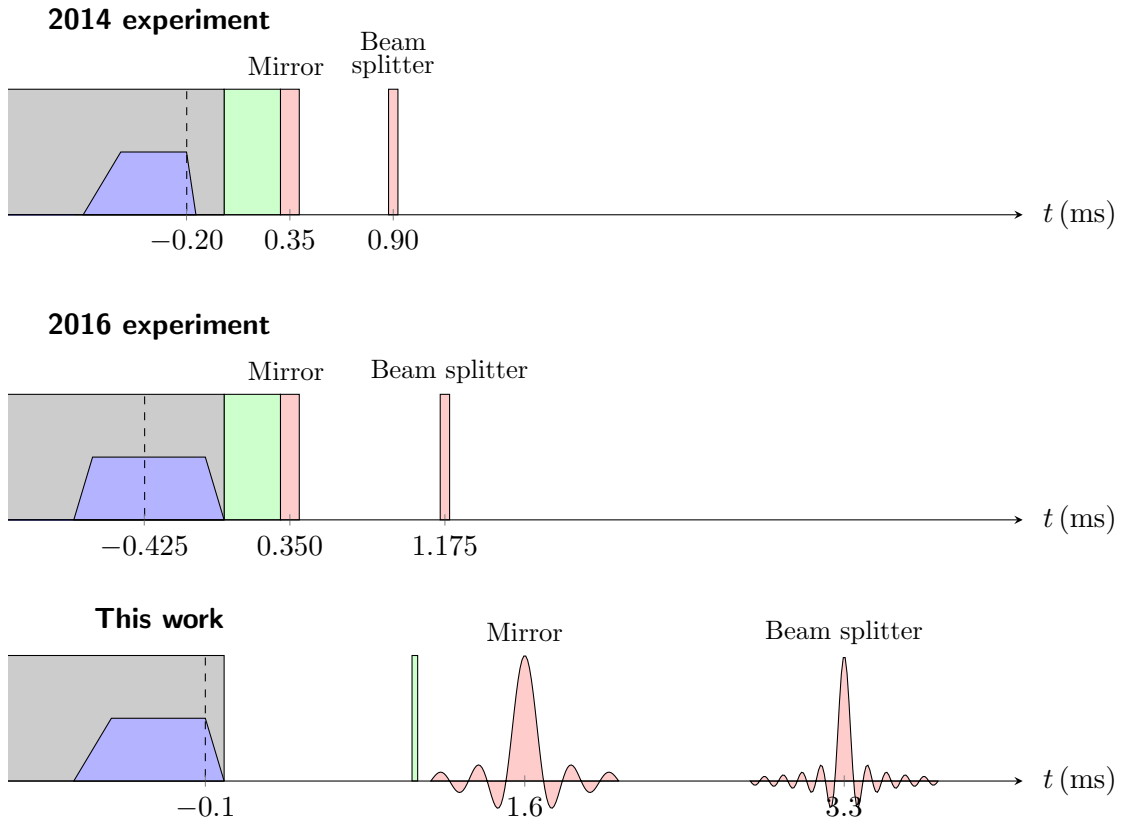 2014 experiment
Mirror
Beam
splitter
−0.20
0.35
0.90
t (ms)
2016 experiment
Mirror
Beam splitter
−0.425
0.350
1.175
t (ms)
This work
Mirror
Beam splitter
−0.1
1.6
3.3
t (ms)